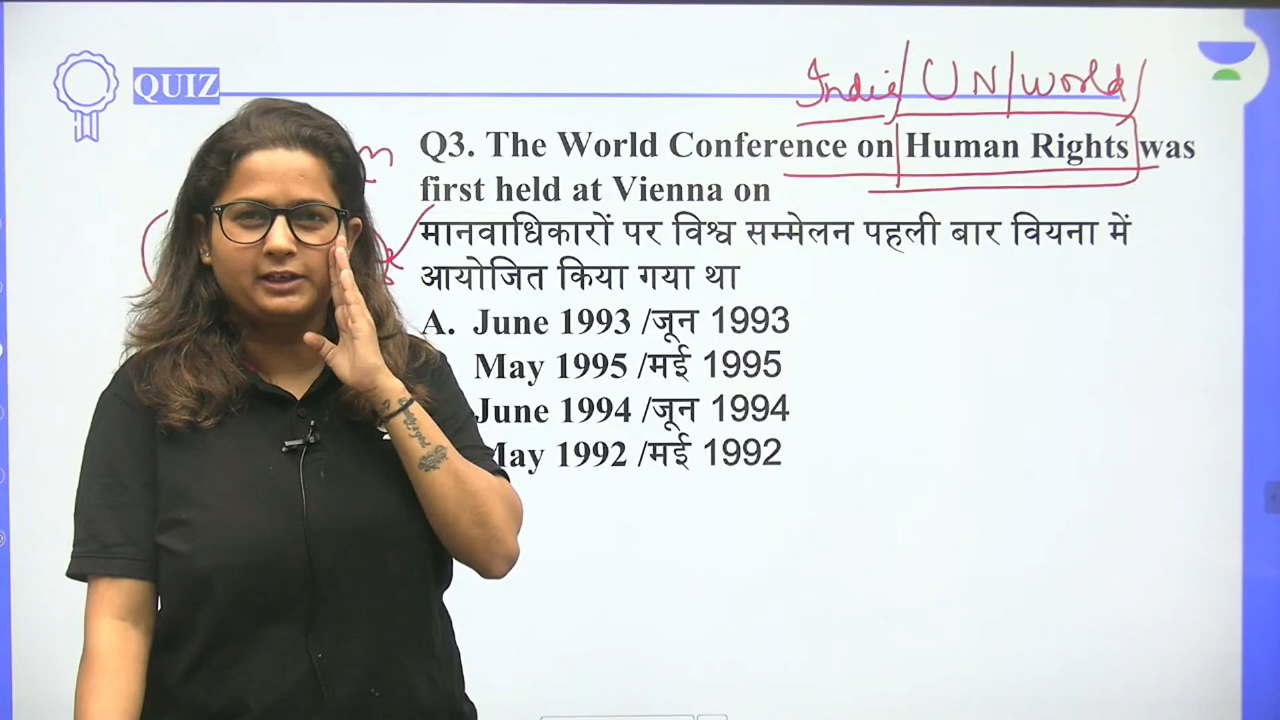 QUIZ
India/UN/World/
Q3. The World Conference on Human Rights was
first held at Vienna on
मानवाधिकारों पर विश्व सम्मेलन पहली बार वियना में
आयोजित किया गया था
A. June 1993 /जून 1993
May 1995 /मई 1995
June 1994 /जून 1994
May 1992 /मई 1992